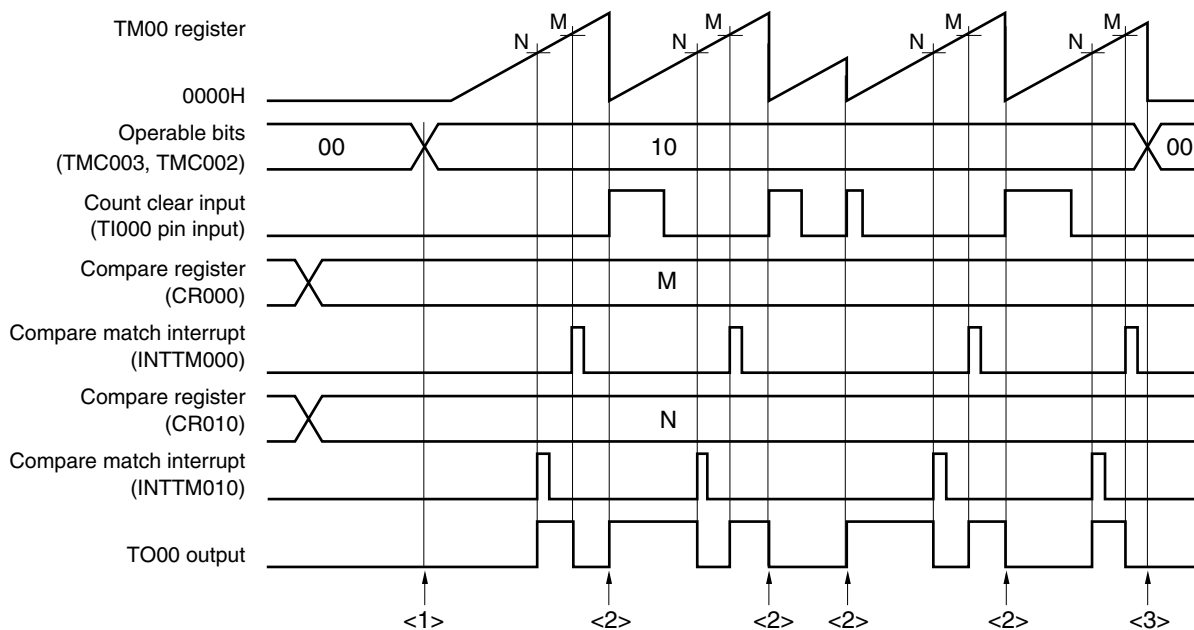 TM00 register
N M N M N M N M
0000H
Operable bits
(TMC003, TMC002)
00 10 00
Count clear input
(TI000 pin input)
Compare register
(CR000)
M
Compare match interrupt
(INTTM000)
Compare register
(CR010)
N
Compare match interrupt
(INTTM010)
TO00 output
<1> <2> <2> <2> <2> <3>